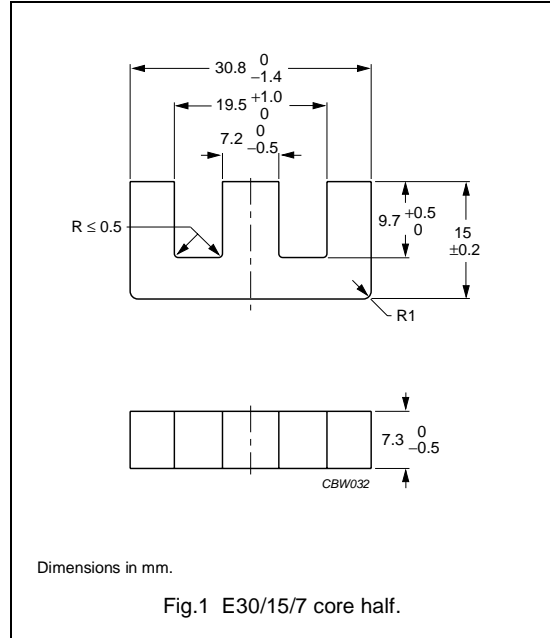 30.8 0
−1.4
19.5 +1.0
0
7.2 0
−0.5
R ≤ 0.5
9.7 +0.5
0
15
±0.2
R1
7.3 0
−0.5
CBW032
Dimensions in mm.
Fig.1 E30/15/7 core half.